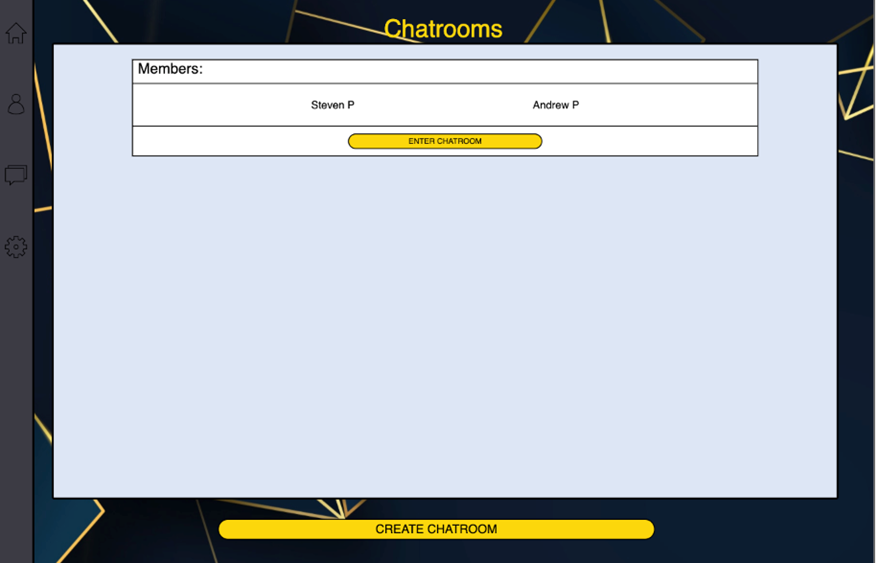 Chatrooms
Members:
Steven P Andrew P
ENTER CHATROOM
CREATE CHATROOM